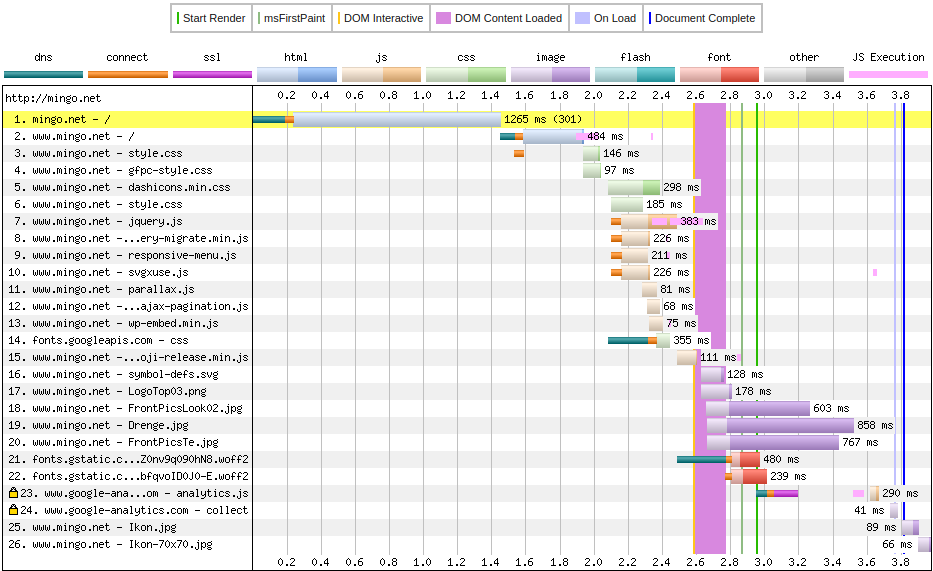 Start Render msFirstPaint DOM Interactive DOM Content Loaded On Load Document Complete
dns connect ssl html js css image flash font other JS Execution
http://mingo.net 0.2 0.4 0.6 0.8 1.0 1.2 1.4 1.6 1.8 2.0 2.2 2.4 2.6 2.8 3.0 3.2 3.4 3.6 3.8
1. mingo.net - / 1265 ms (301)
2. www.mingo.net - / 484 ms
3. www.mingo.net - style.css 146 ms
4. www.mingo.net - gfpc-style.css 97 ms
5. www.mingo.net - dashicons.min.css 298 ms
6. www.mingo.net - style.css 185 ms
7. www.mingo.net - jquery.js 383 ms
8. www.mingo.net -...ery-migrate.min.js 226 ms
9. www.mingo.net - responsive-menu.js 211 ms
10. www.mingo.net - svgxuse.js 226 ms
11. www.mingo.net - parallax.js 81 ms
12. www.mingo.net -...ajax-pagination.js 68 ms
13. www.mingo.net - wp-embed.min.js 75 ms
14. fonts.googleapis.com - css 355 ms
15. www.mingo.net -...oji-release.min.js 111 ms
16. www.mingo.net - symbol-defs.svg 128 ms
17. www.mingo.net - LogoTop03.png 178 ms
18. www.mingo.net - FrontPicsLook02.jpg 603 ms
19. www.mingo.net - Drenge.jpg 858 ms
20. www.mingo.net - FrontPicsTe.jpg 767 ms
21. fonts.gstatic.c...Z0nv9q090hN8.woff2 480 ms
22. fonts.gstatic.c...bfqvoIDOJ0-E.woff2 239 ms
23. www.google-ana...om - analytics.js 290 ms
24. www.google-analytics.com - collect 41 ms
25. www.mingo.net - Ikon.jpg 89 ms
26. www.mingo.net - Ikon-70x70.jpg 66 ms
0.2 0.4 0.6 0.8 1.0 1.2 1.4 1.6 1.8 2.0 2.2 2.4 2.6 2.8 3.0 3.2 3.4 3.6 3.8